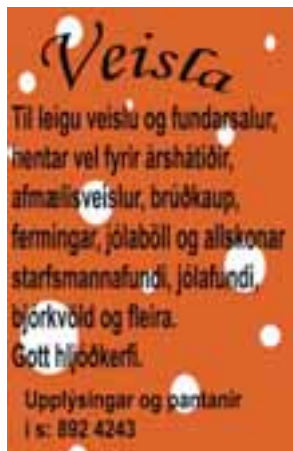 Veisla
Til leigu veislu og fundarsalur,
hentar vel fyrir árshátíðir,
afmælisveislur, brúðkaup,
fermingar, jólaböll og allskonar
starfsmannafundi, jólafundi,
bjórkvöld og fleira.
Gott hljóðkerfi.
Upplýsingar og pantanir
í s: 892 4243